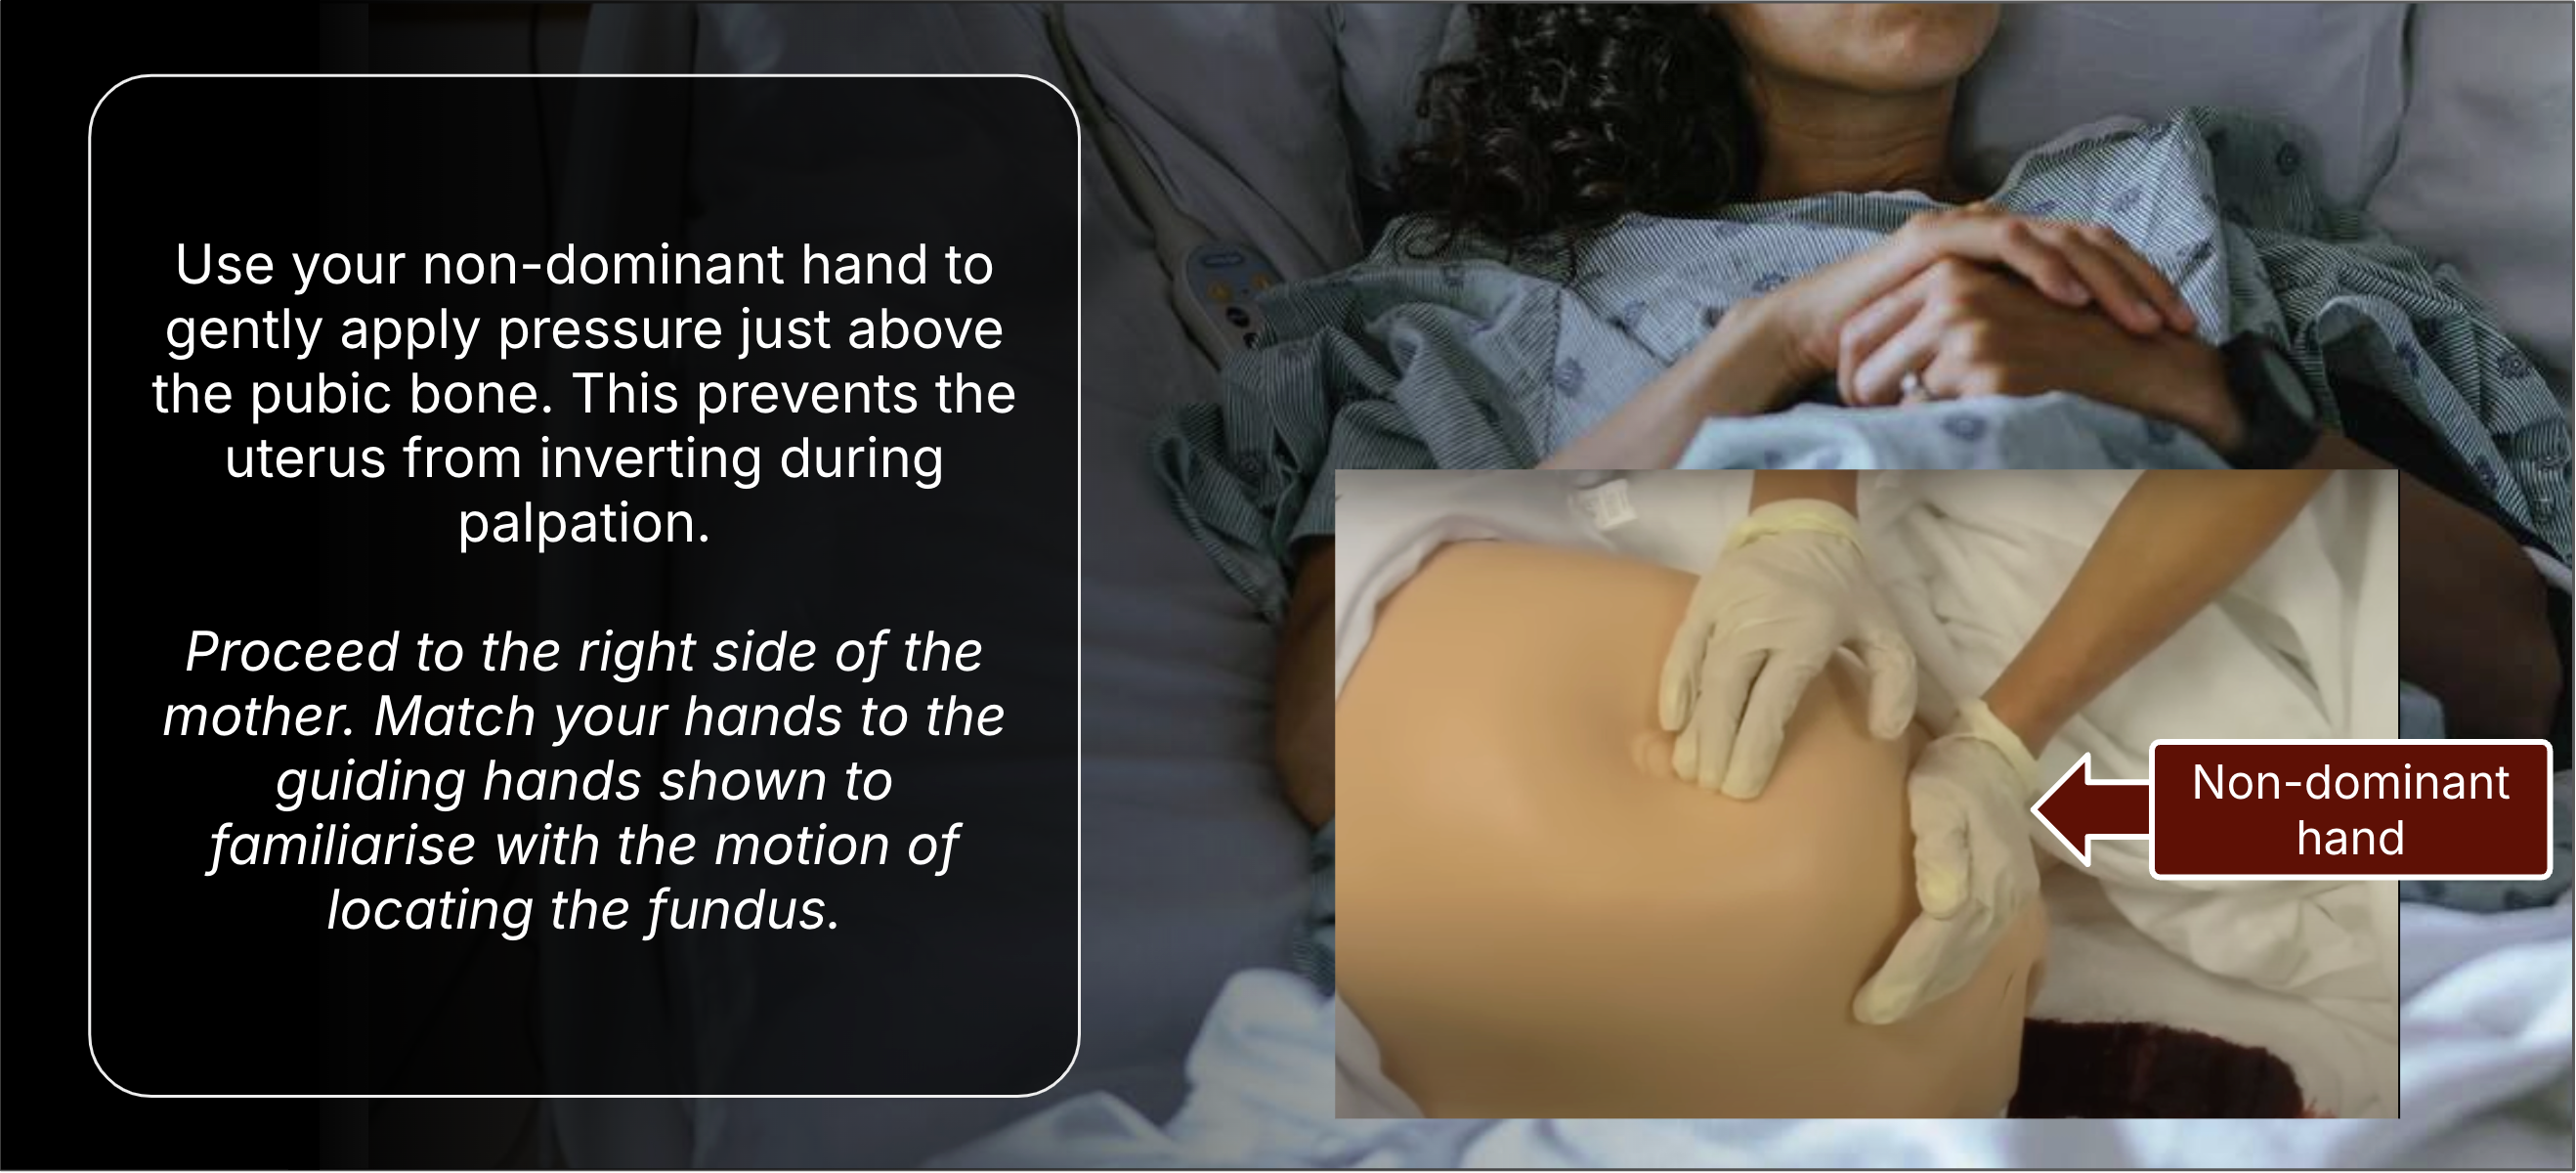 Use your non-dominant hand to
gently apply pressure just above
the pubic bone. This prevents the
uterus from inverting during
palpation.
Proceed to the right side of the
mother. Match your hands to the
guiding hands shown to
familiarise with the motion of
locating the fundus.
Non-dominant
hand